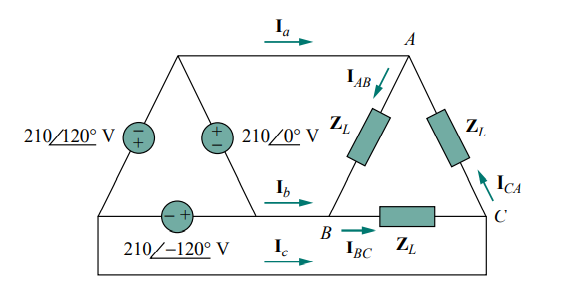 I_a
A
I_AB
210∠120° V
− +
+ −
210∠0° V
Z_L
Z_L
I_b
I_CA
− +
B
C
210∠−120° V
I_c
I_BC
Z_L